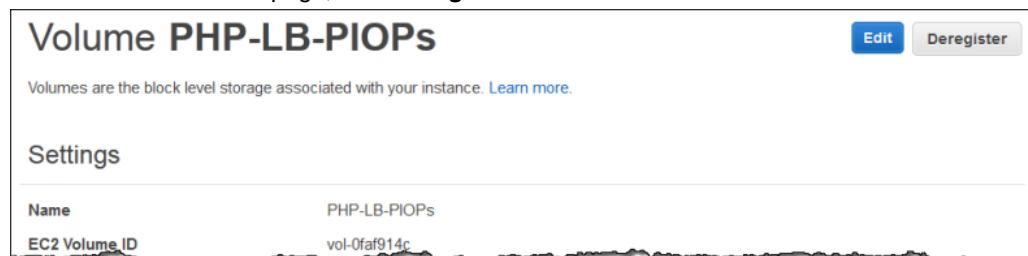 Volume PHP-LB-PIOPs
Edit
Deregister
Volumes are the block level storage associated with your instance. Learn more.
Settings
Name PHP-LB-PIOPs
EC2 Volume ID vol-0faf914c